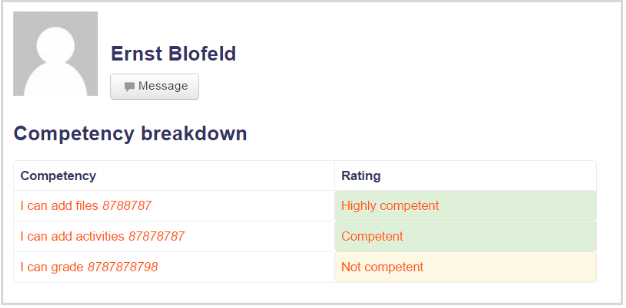 Ernst Blofeld
Message
Competency breakdown
Competency Rating
I can add files 8788787 Highly competent
I can add activities 87878787 Competent
I can grade 8787878798 Not competent